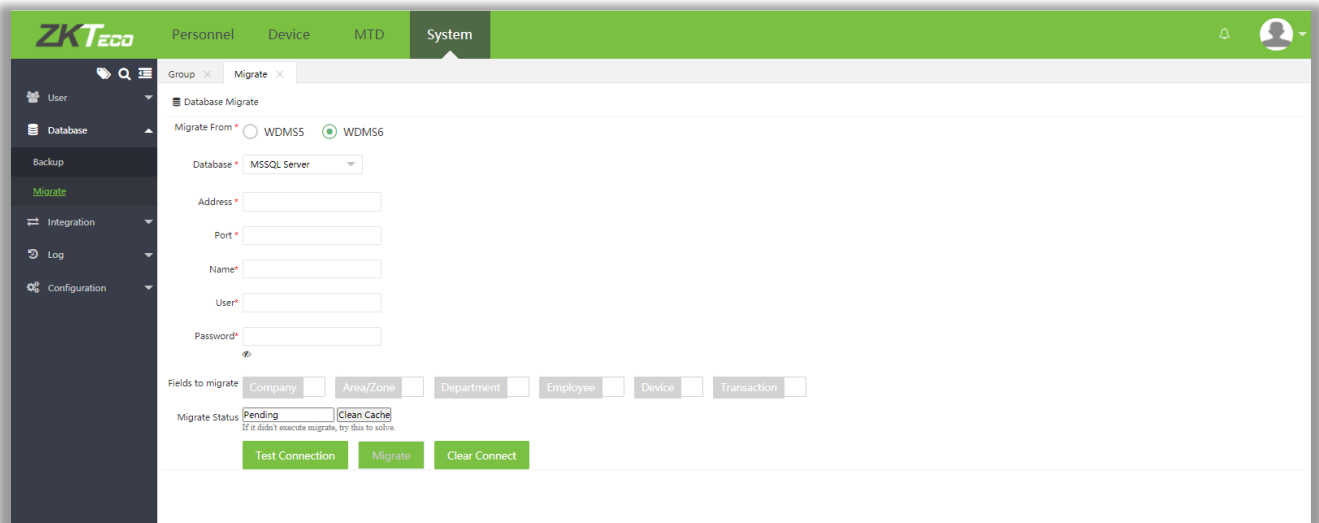 ZKTeco Personnel Device MTD System
Group × Migrate ×
User
Database
Backup
Migrate
Integration
Log
Configuration
Database Migrate
Migrate From * WDMS5 WDMS6
Database * MSSQL Server
Address *
Port *
Name*
User*
Password*
Fields to migrate Company Area/Zone Department Employee Device Transaction
Migrate Status Pending Clean Cache
If it didn't execute migrate, try this to solve.
Test Connection Migrate Clear Connect